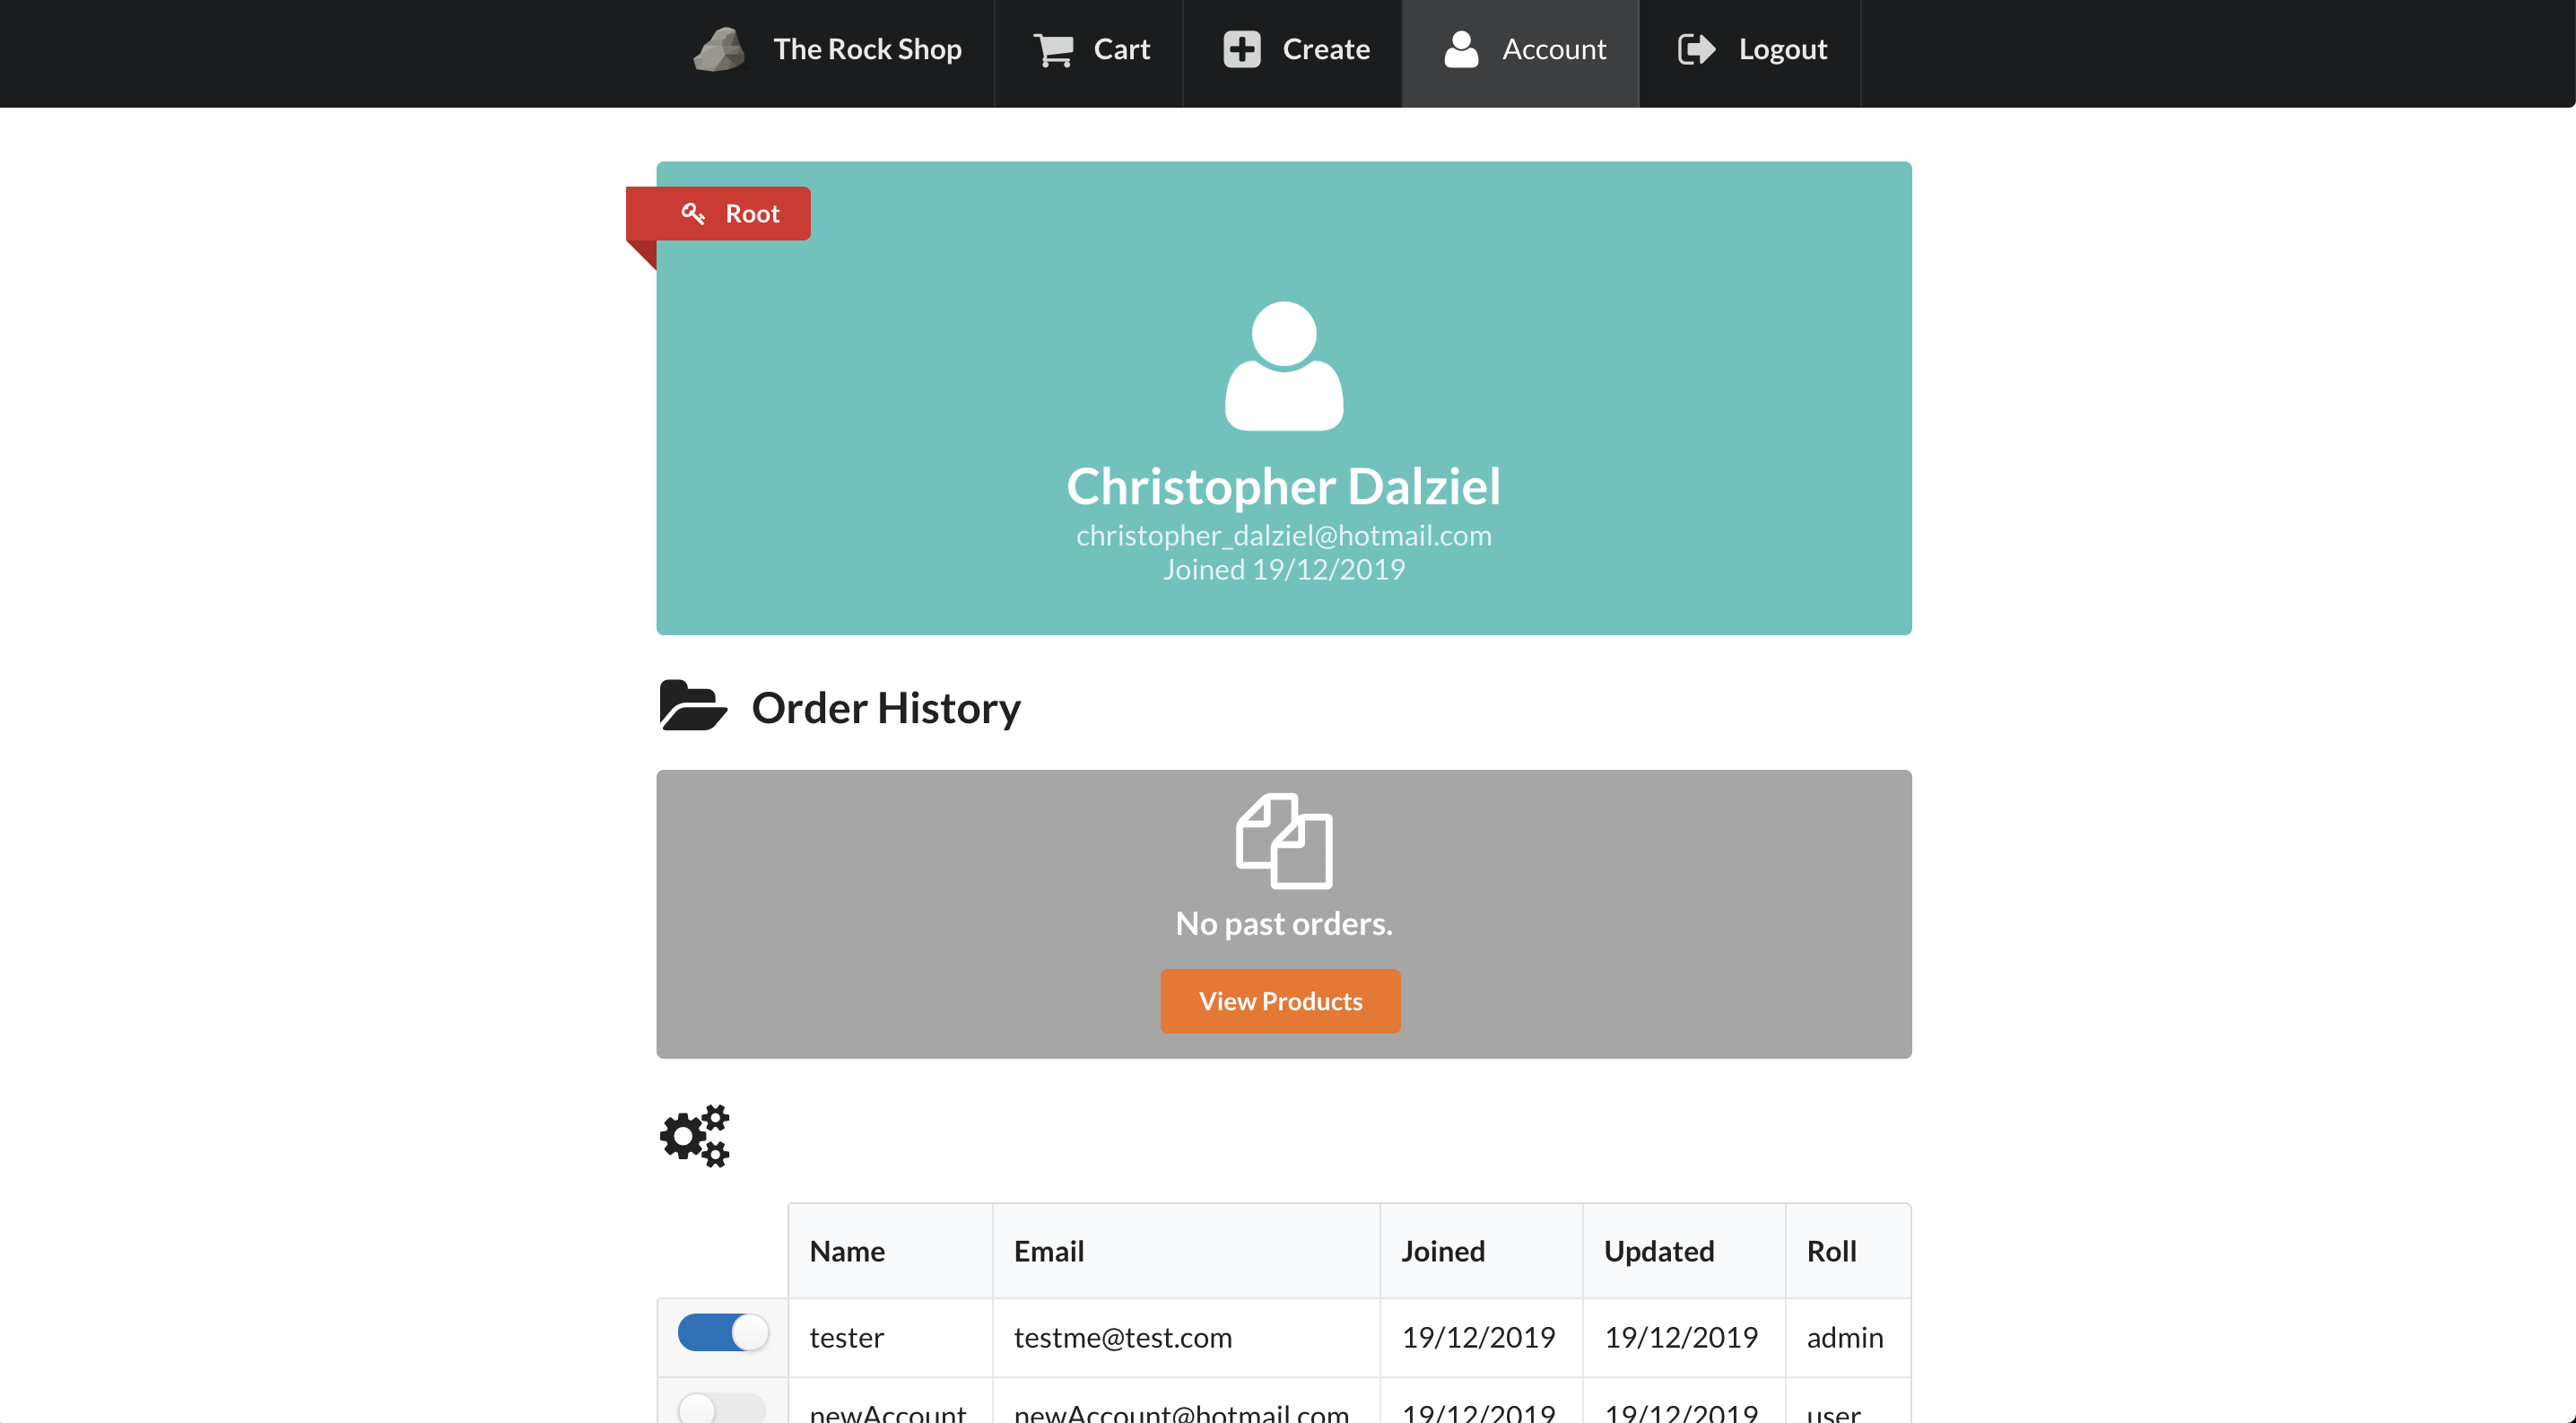 The Rock Shop Cart Create Account Logout
Root
Christopher Dalziel
christopher_dalziel@hotmail.com
Joined 19/12/2019
Order History
No past orders.
View Products
Name Email Joined Updated Roll
tester testme@test.com 19/12/2019 19/12/2019 admin
newAccount newAccount@hotmail.com 19/12/2019 19/12/2019 user